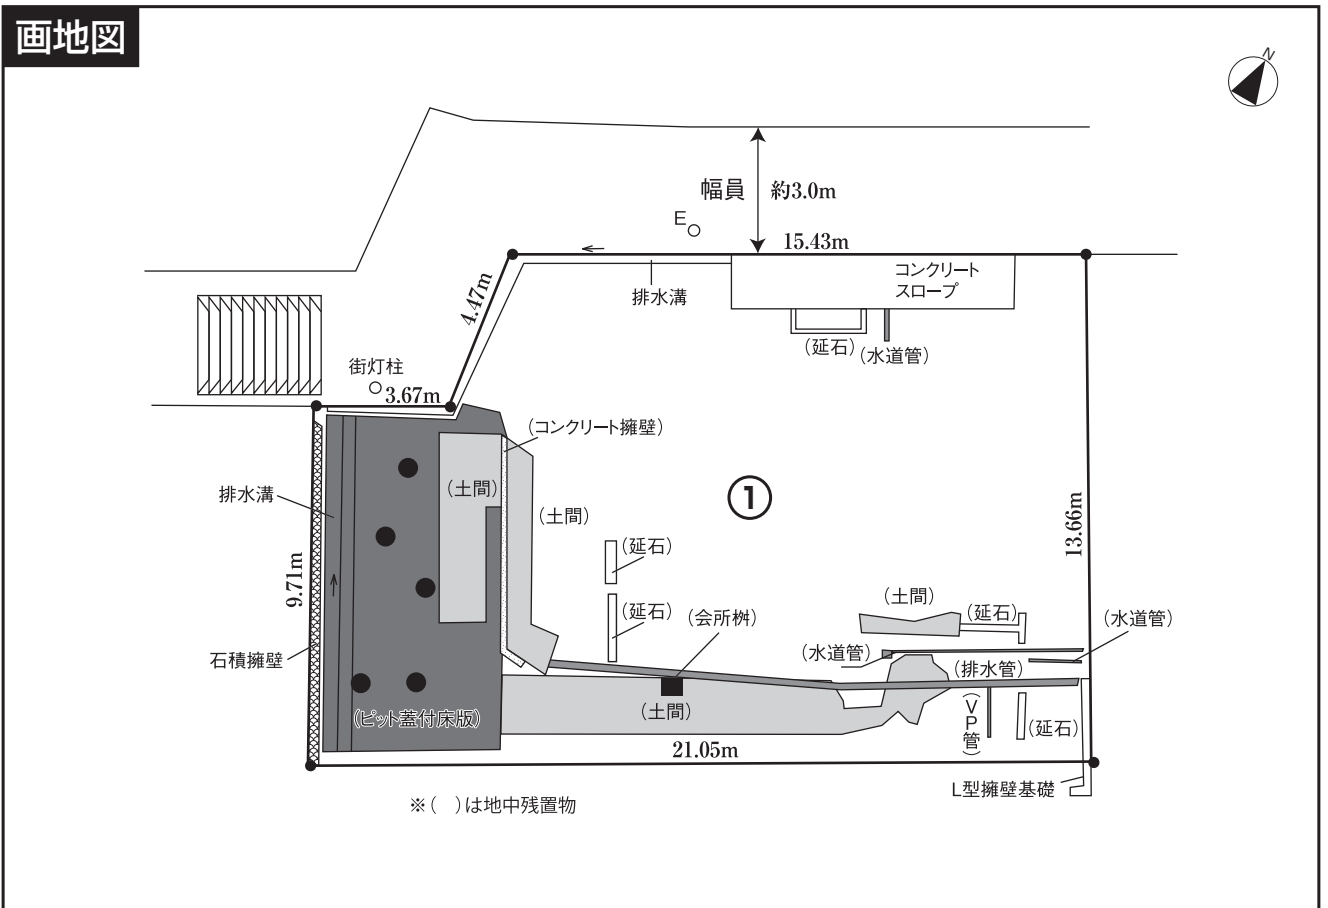 画地図
N
幅員 約3.0m
E
15.43m
コンクリート
スロープ
排水溝
4.47m
(延石)
(水道管)
街灯柱
3.67m
(コンクリート擁壁)
(土間)
排水溝
(土間)
1
13.66m
(延石)
9.71m
(延石)
(会所桝)
(土間)
(延石)
(水道管)
石積擁壁
(水道管)
(排水管)
(土間)
(ピット蓋付床版)
(VP管)
(延石)
21.05m
L型擁壁基礎
※( )は地中残置物